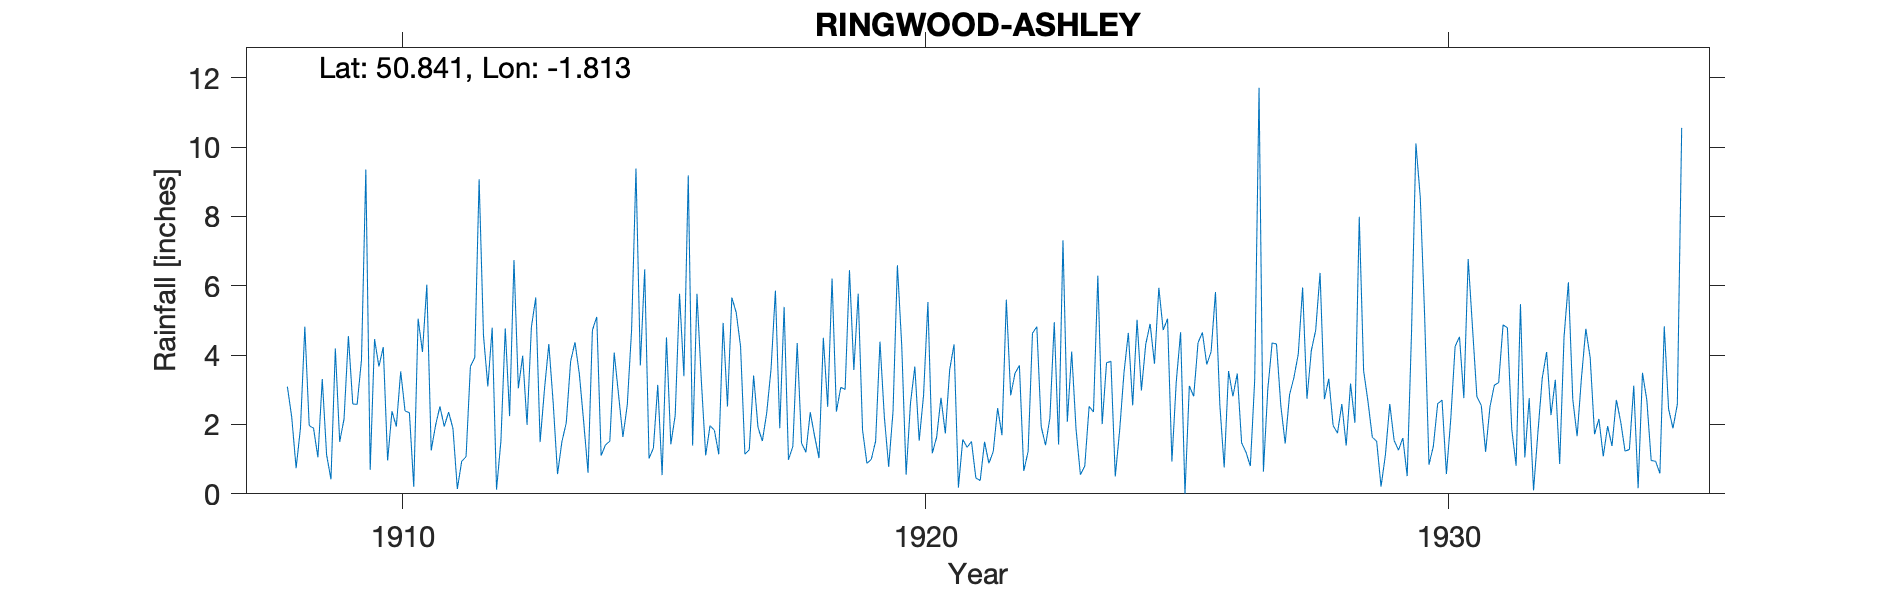 RINGWOOD-ASHLEY
Lat: 50.841, Lon: -1.813
12
10
8
6
4
2
0
Rainfall [inches]
1910 1920 1930
Year